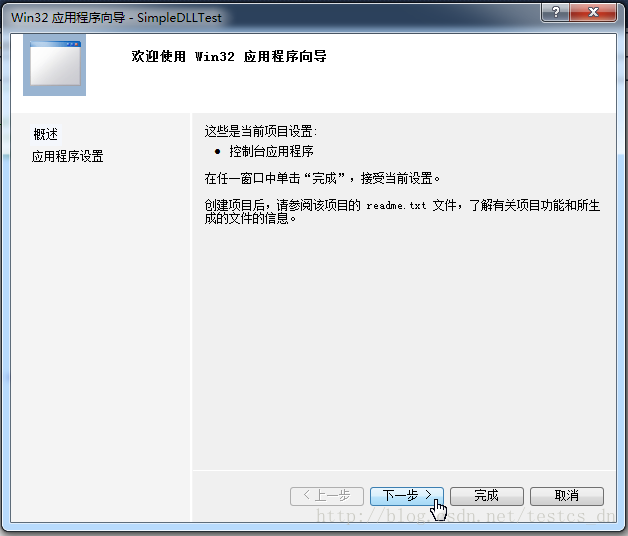 Win32 应用程序向导 - SimpleDLLTest
欢迎使用 Win32 应用程序向导
概述
应用程序设置
这些是当前项目设置:
• 控制台应用程序
在任一窗口中单击“完成”，接受当前设置。
创建项目后，请参阅该项目的 readme.txt 文件，了解有关项目功能和所生
成的文件的信息。
< 上一步
下一步 >
完成
取消
http://blog.csdn.net/testcs_dn